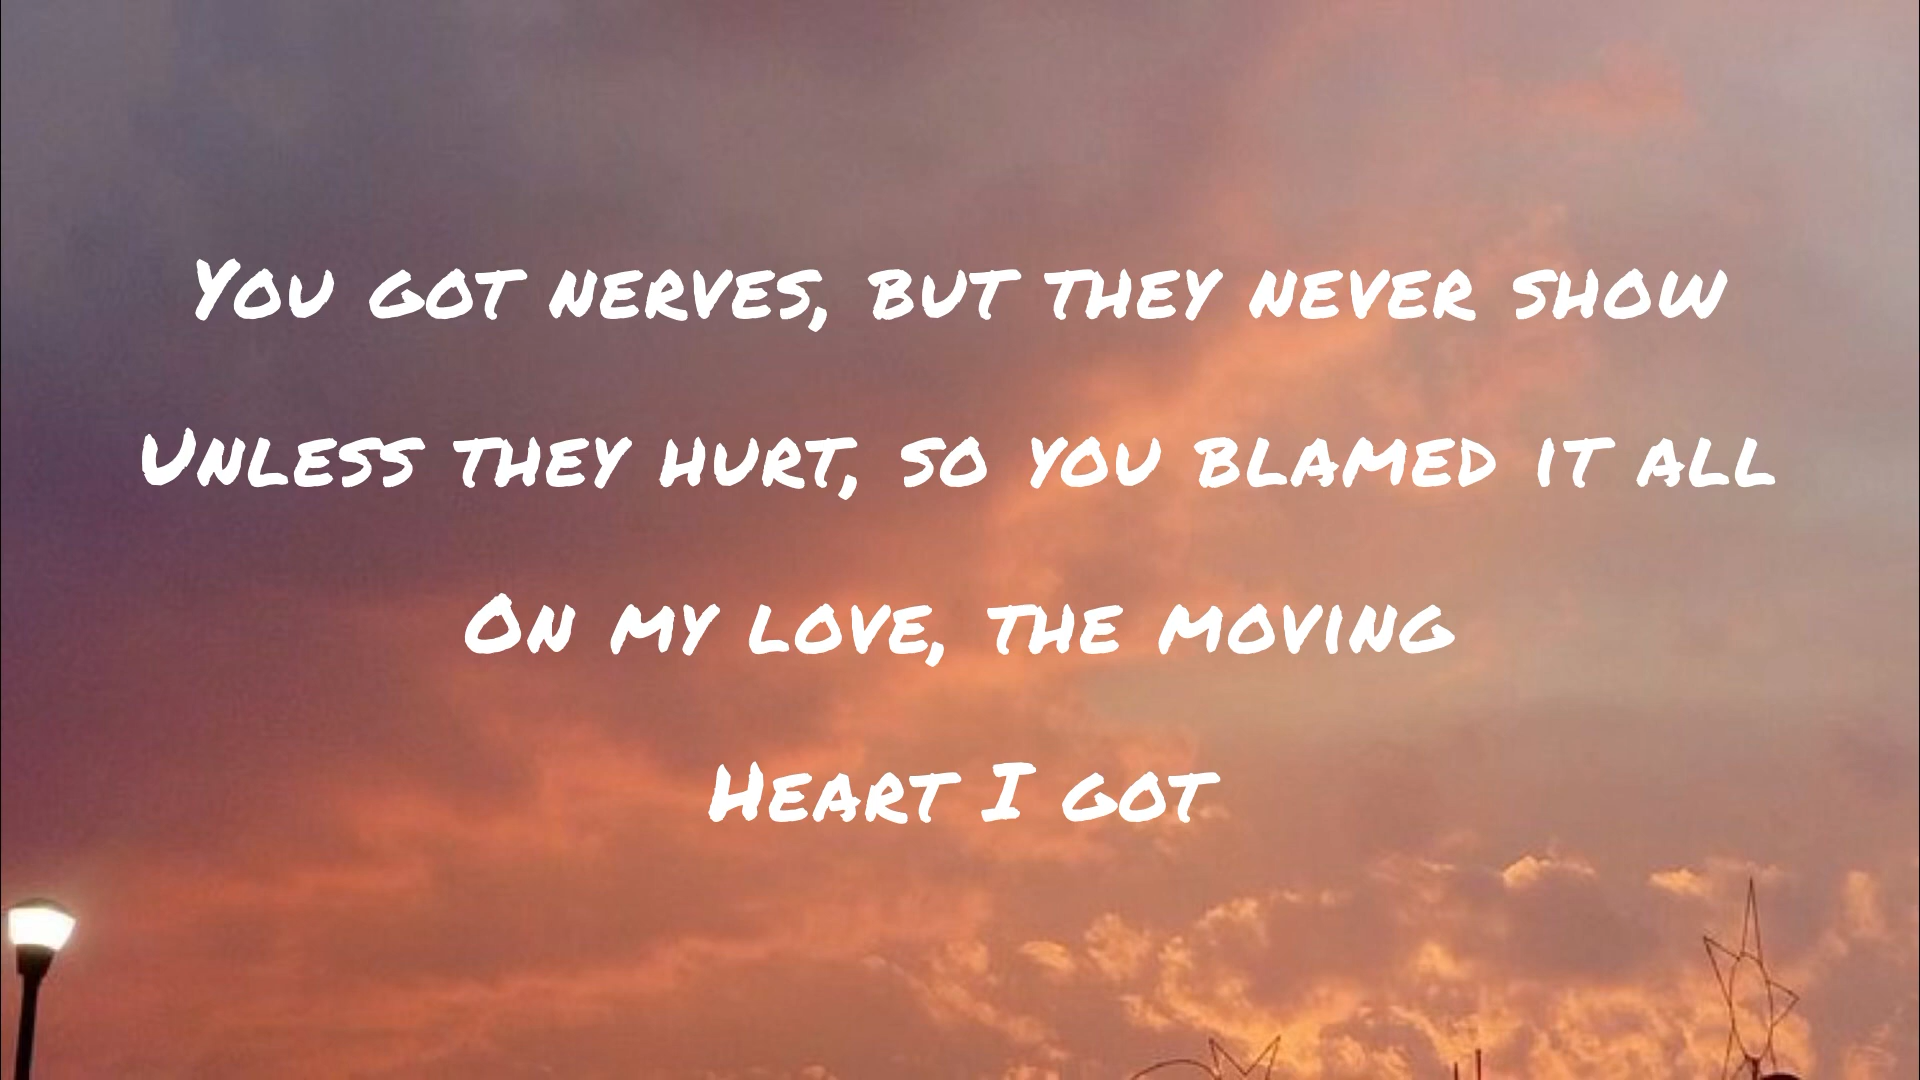 You got nerves, but they never show
Unless they hurt, so you blamed it all
On my love, the moving
Heart I got